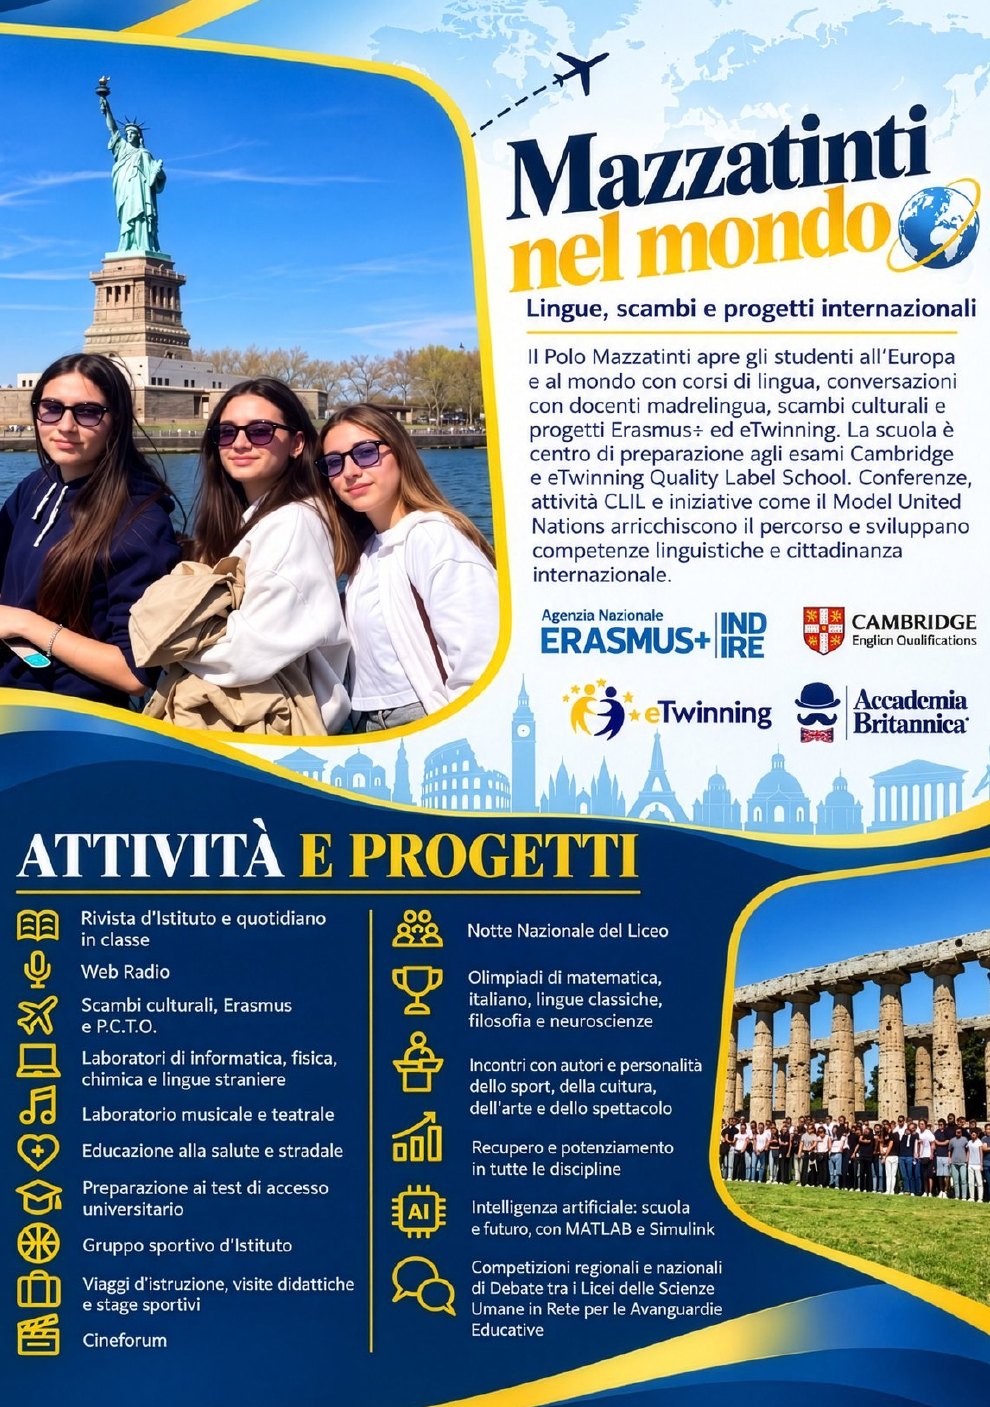 Mazzatinti
nel mondo
Lingue, scambi e progetti internazionali
Il Polo Mazzatinti apre gli studenti all'Europa
e al mondo con corsi di lingua, conversazioni
con docenti madrelingua, scambi culturali e
progetti Erasmus÷ ed eTwinning. La scuola è
centro di preparazione agli esami Cambridge
e eTwinning Quality Label School. Conferenze,
attività CLIL e iniziative come il Model United
Nations arricchiscono il percorso e sviluppano
competenze linguistiche e cittadinanza
internazionale.
Agenzia Nazionale
ERASMUS+
IND
IRE
CAMBRIDGE
Englicn Qualifications
eTwinning
Accademia
Britannica
ATTIVITÀ E PROGETTI
Rivista d'Istituto e quotidiano
in classe
Web Radio
Scambi culturali, Erasmus
e P.C.T.O.
Laboratori di informatica, fisica,
chimica e lingue straniere
Laboratorio musicale e teatrale
Educazione alla salute e stradale
Preparazione ai test di accesso
universitario
Gruppo sportivo d'Istituto
Viaggi d'istruzione, visite didattiche
e stage sportivi
Cineforum
Notte Nazionale del Liceo
Olimpiadi di matematica,
italiano, lingue classiche,
filosofia e neuroscienze
Incontri con autori e personalità
dello sport, della cultura,
dell'arte e dello spettacolo
Recupero e potenziamento
in tutte le discipline
AI
Intelligenza artificiale: scuola
e futuro, con MATLAB e Simulink
Competizioni regionali e nazionali
di Debate tra i Licei delle Scienze
Umane in Rete per le Avanguardie
Educative